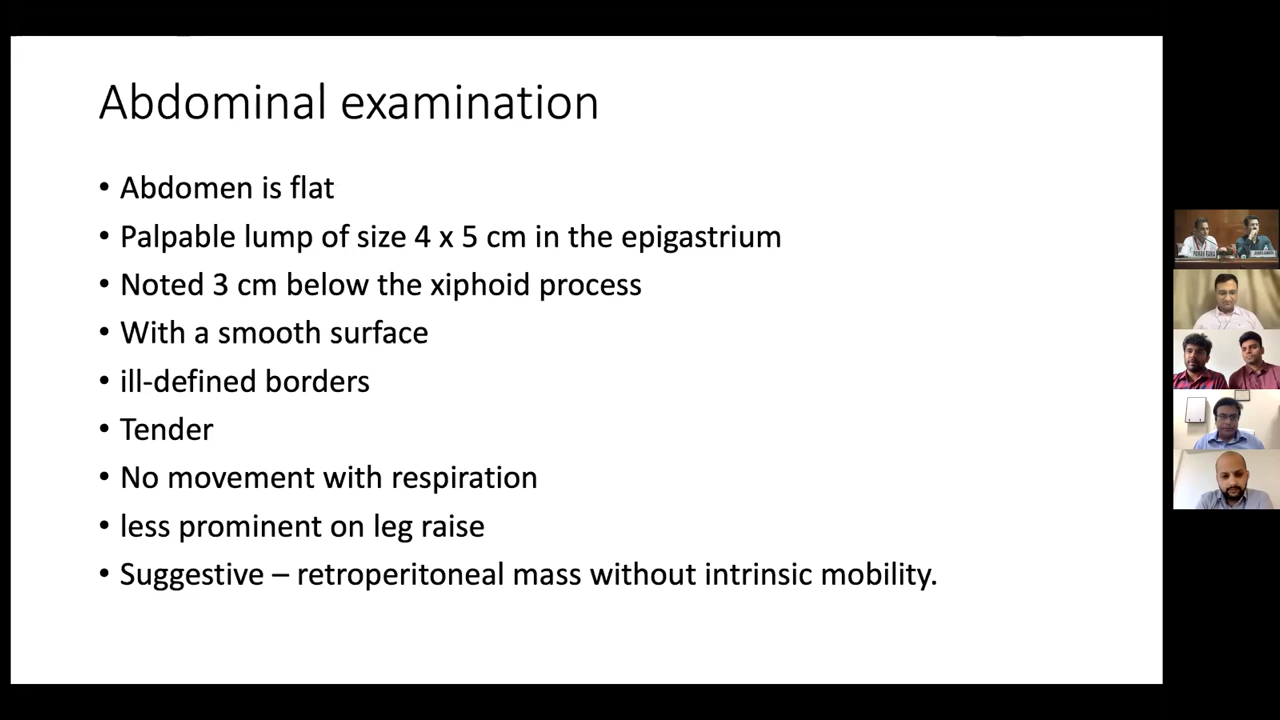 Abdominal examination
• Abdomen is flat
• Palpable lump of size 4 x 5 cm in the epigastrium
• Noted 3 cm below the xiphoid process
• With a smooth surface
• ill-defined borders
• Tender
• No movement with respiration
• less prominent on leg raise
• Suggestive – retroperitoneal mass without intrinsic mobility.